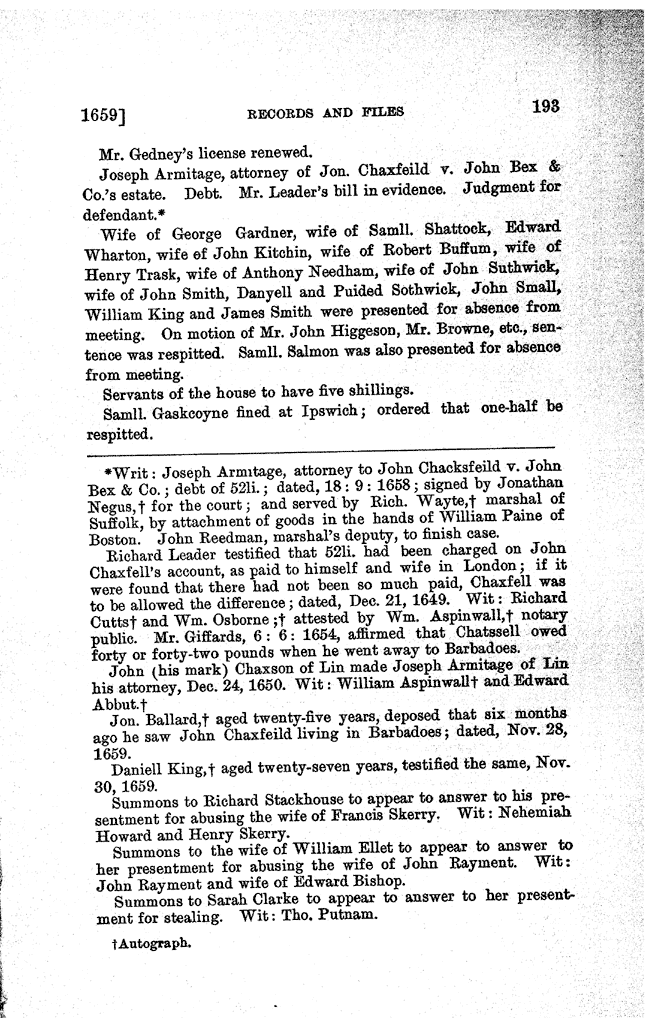 1659] RECORDS AND FILES 193
Mr. Gedney's license renewed.
Joseph Armitage, attorney of Jon. Chaxfeild v. John Bex &
Co.'s estate. Debt. Mr. Leader's bill in evidence. Judgment for
defendant.*
Wife of George Gardner, wife of Samll. Shattock, Edward
Wharton, wife of John Kitchin, wife of Robert Buffum, wife of
Henry Trask, wife of Anthony Needham, wife of John Suthwick,
wife of John Smith, Danyell and Puided Sothwick, John Small,
William King and James Smith were presented for absence from
meeting. On motion of Mr. John Higgeson, Mr. Browne, etc., sen-
tence was respitted. Samll. Salmon was also presented for absence
from meeting.
Servants of the house to have five shillings.
Samll. Gaskcoyne fined at Ipswich; ordered that one-half be
respitted.
*Writ: Joseph Armitage, attorney to John Chacksfeild v. John
Bex & Co.; debt of 52li.; dated, 18: 9: 1658; signed by Jonathan
Negus,† for the court; and served by Rich. Wayte,† marshal of
Suffolk, by attachment of goods in the hands of William Paine of
Boston. John Reedman, marshal's deputy, to finish case.
Richard Leader testified that 52li. had been charged on John
Chaxfell's account, as paid to himself and wife in London; if it
were found that there had not been so much paid, Chaxfell was
to be allowed the difference; dated, Dec. 21, 1649. Wit: Richard
Cutts† and Wm. Osborne;† attested by Wm. Aspinwall,† notary
public. Mr. Giffards, 6: 6: 1654, affirmed that Chatssell owed
forty or forty-two pounds when he went away to Barbadoes.
John (his mark) Chaxson of Lin made Joseph Armitage of Lin
his attorney, Dec. 24, 1650. Wit: William Aspinwall† and Edward
Abbut.†
Jon. Ballard,† aged twenty-five years, deposed that six months
ago he saw John Chaxfeild living in Barbadoes; dated, Nov. 28,
1659.
Daniell King,† aged twenty-seven years, testified the same, Nov.
30, 1659.
Summons to Richard Stackhouse to appear to answer to his pre-
sentment for abusing the wife of Francis Skerry. Wit: Nehemiah
Howard and Henry Skerry.
Summons to the wife of William Ellet to appear to answer to
her presentment for abusing the wife of John Rayment. Wit:
John Rayment and wife of Edward Bishop.
Summons to Sarah Clarke to appear to answer to her present-
ment for stealing. Wit: Tho. Putnam.
†Autograph.